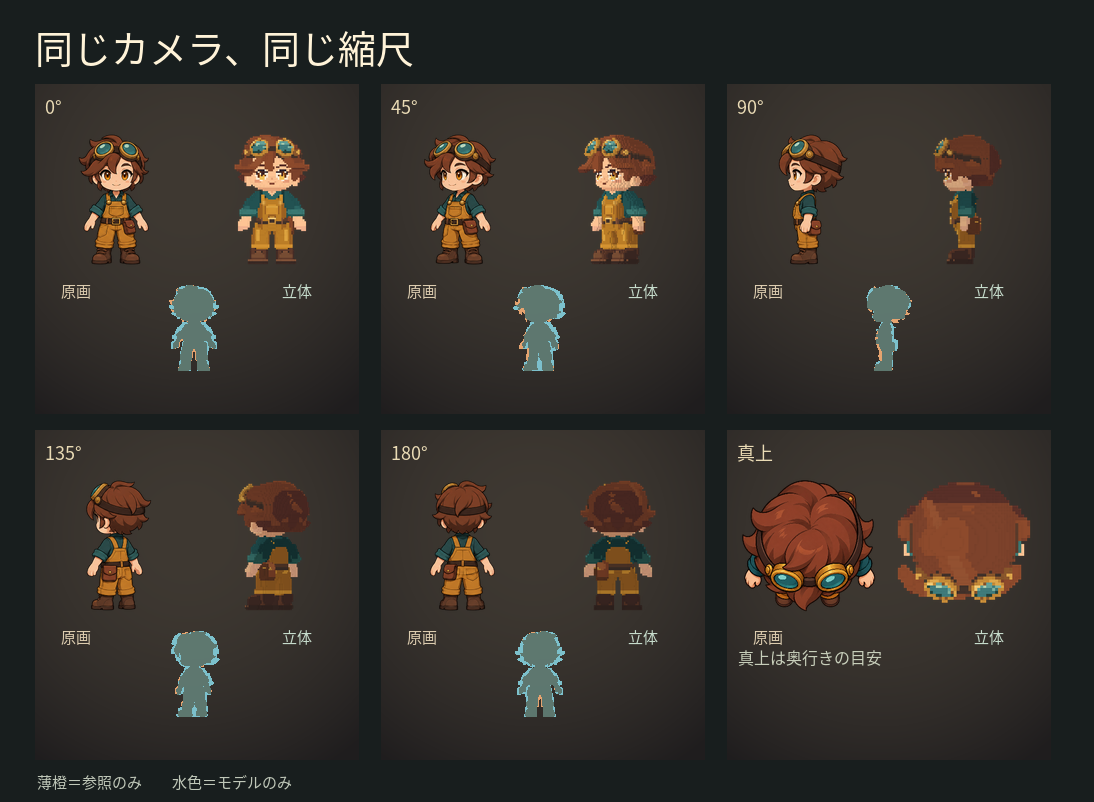 同じカメラ、同じ縮尺
0°
原画
立体
45°
原画
立体
90°
原画
立体
135°
原画
立体
180°
原画
立体
真上
原画
立体
真上は奥行きの目安
薄橙＝参照のみ　　水色＝モデルのみ